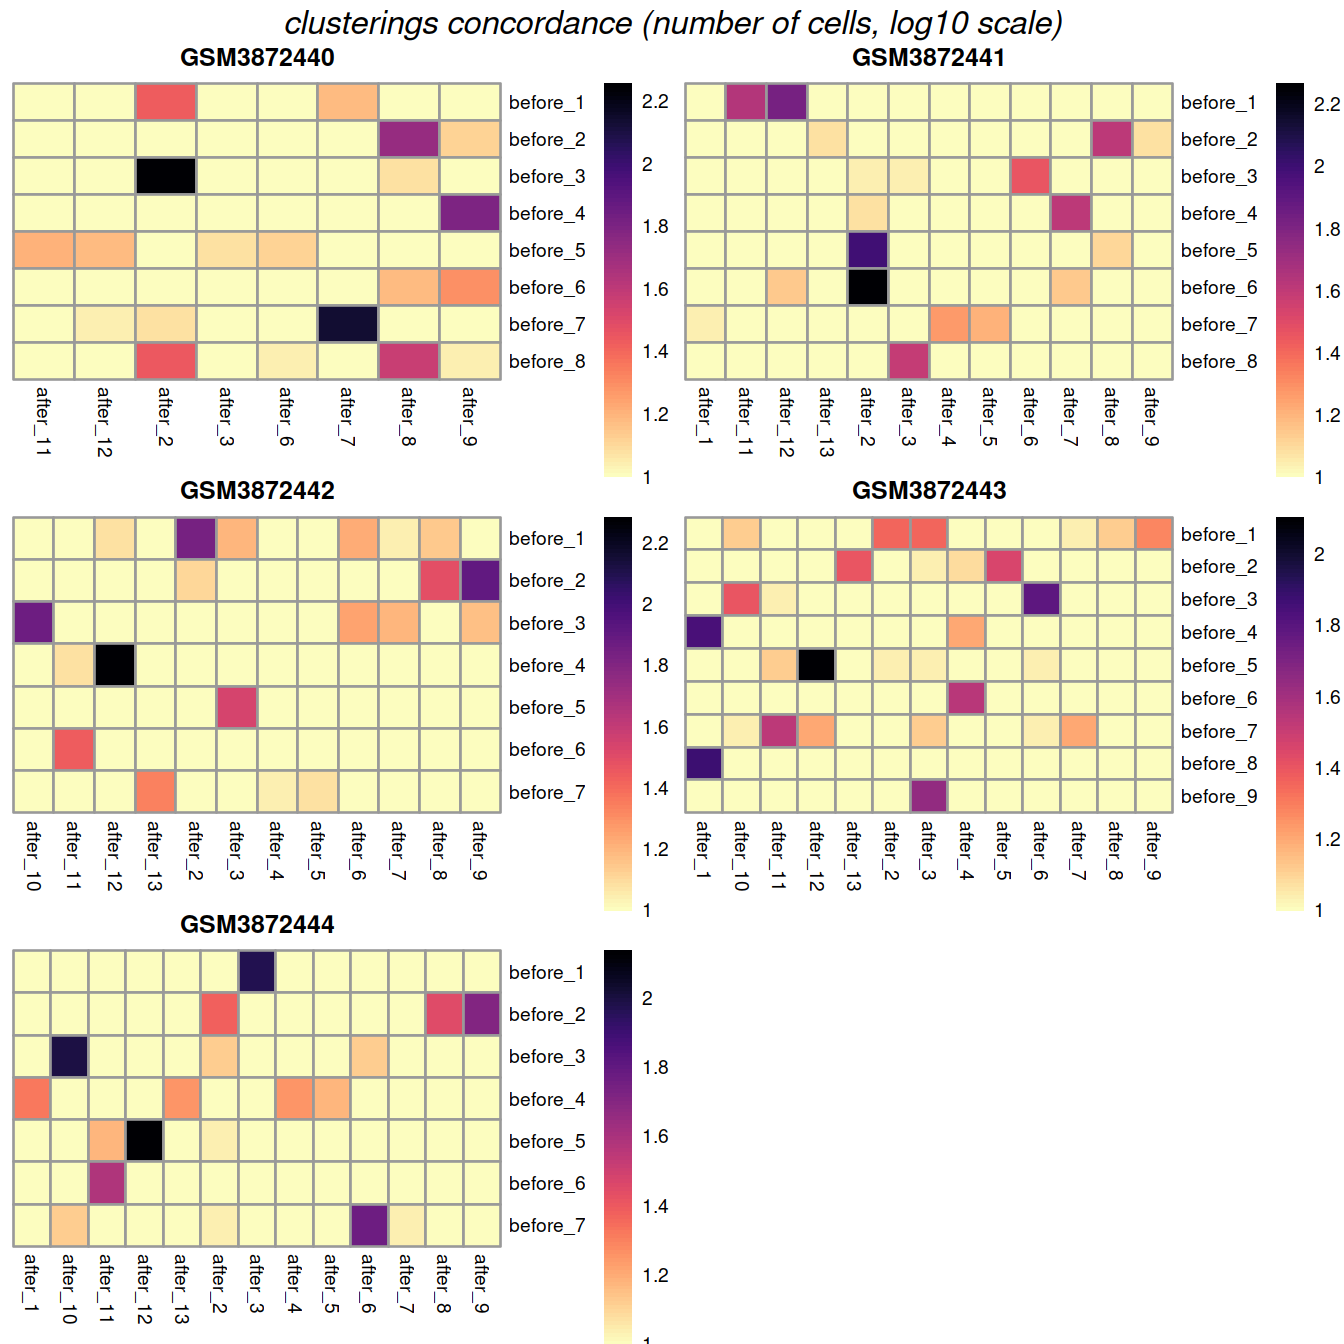 clusterings concordance (number of cells, log10 scale)
GSM3872440
before_1
before_2
before_3
before_4
before_5
before_6
before_7
before_8
after_11
after_12
after_2
after_3
after_6
after_7
after_8
after_9
2.2
2
1.8
1.6
1.4
1.2
1
GSM3872441
before_1
before_2
before_3
before_4
before_5
before_6
before_7
before_8
after_1
after_11
after_12
after_13
after_2
after_3
after_4
after_5
after_6
after_7
after_8
after_9
2.2
2
1.8
1.6
1.4
1.2
1
GSM3872442
before_1
before_2
before_3
before_4
before_5
before_6
before_7
after_10
after_11
after_12
after_13
after_2
after_3
after_4
after_5
after_6
after_7
after_8
after_9
2.2
2
1.8
1.6
1.4
1.2
1
GSM3872443
before_1
before_2
before_3
before_4
before_5
before_6
before_7
before_8
before_9
after_1
after_10
after_11
after_12
after_13
after_2
after_3
after_4
after_5
after_6
after_7
after_8
after_9
2
1.8
1.6
1.4
1.2
1
GSM3872444
before_1
before_2
before_3
before_4
before_5
before_6
before_7
after_1
after_10
after_11
after_12
after_13
after_2
after_3
after_4
after_5
after_6
after_7
after_8
after_9
2
1.8
1.6
1.4
1.2
1